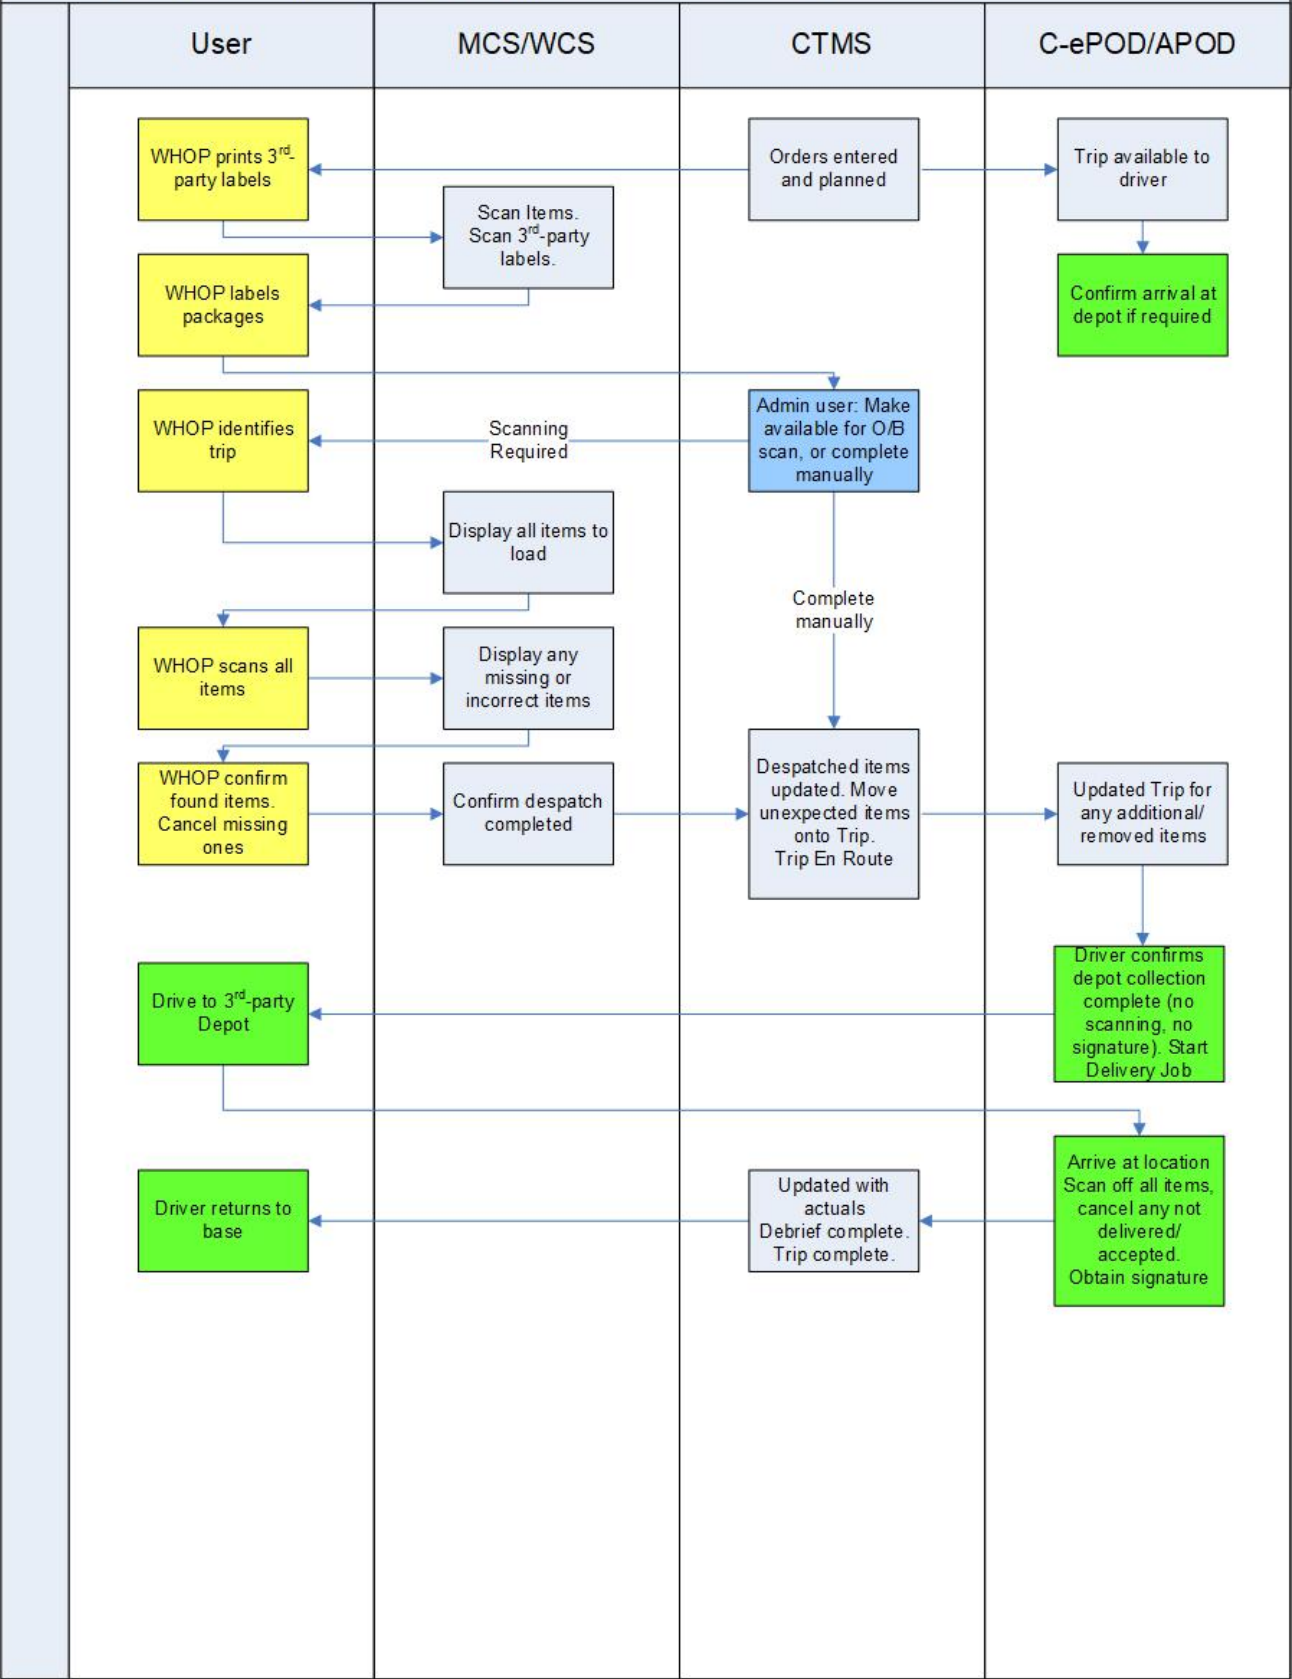 User
MCS/WCS
CTMS
C-ePOD/APOD
WHOP prints 3rd-
party labels
Orders entered
and planned
Trip available to
driver
Scan Items.
Scan 3rd-party
labels.
WHOP labels
packages
Confirm arrival at
depot if required
WHOP identifies
trip
Scanning
Required
Admin user: Make
available for O/B
scan, or complete
manually
Display all items to
load
Complete
manually
WHOP scans all
items
Display any
missing or
incorrect items
WHOP confirm
found items.
Cancel missing
ones
Confirm despatch
completed
Despatched items
updated. Move
unexpected items
onto Trip.
Trip En Route
Updated Trip for
any additional/
removed items
Drive to 3rd-party
Depot
Driver confirms
depot collection
complete (no
scanning, no
signature). Start
Delivery Job
Driver returns to
base
Updated with
actuals
Debrief complete.
Trip complete.
Arrive at location
Scan off all items,
cancel any not
delivered/
accepted.
Obtain signature